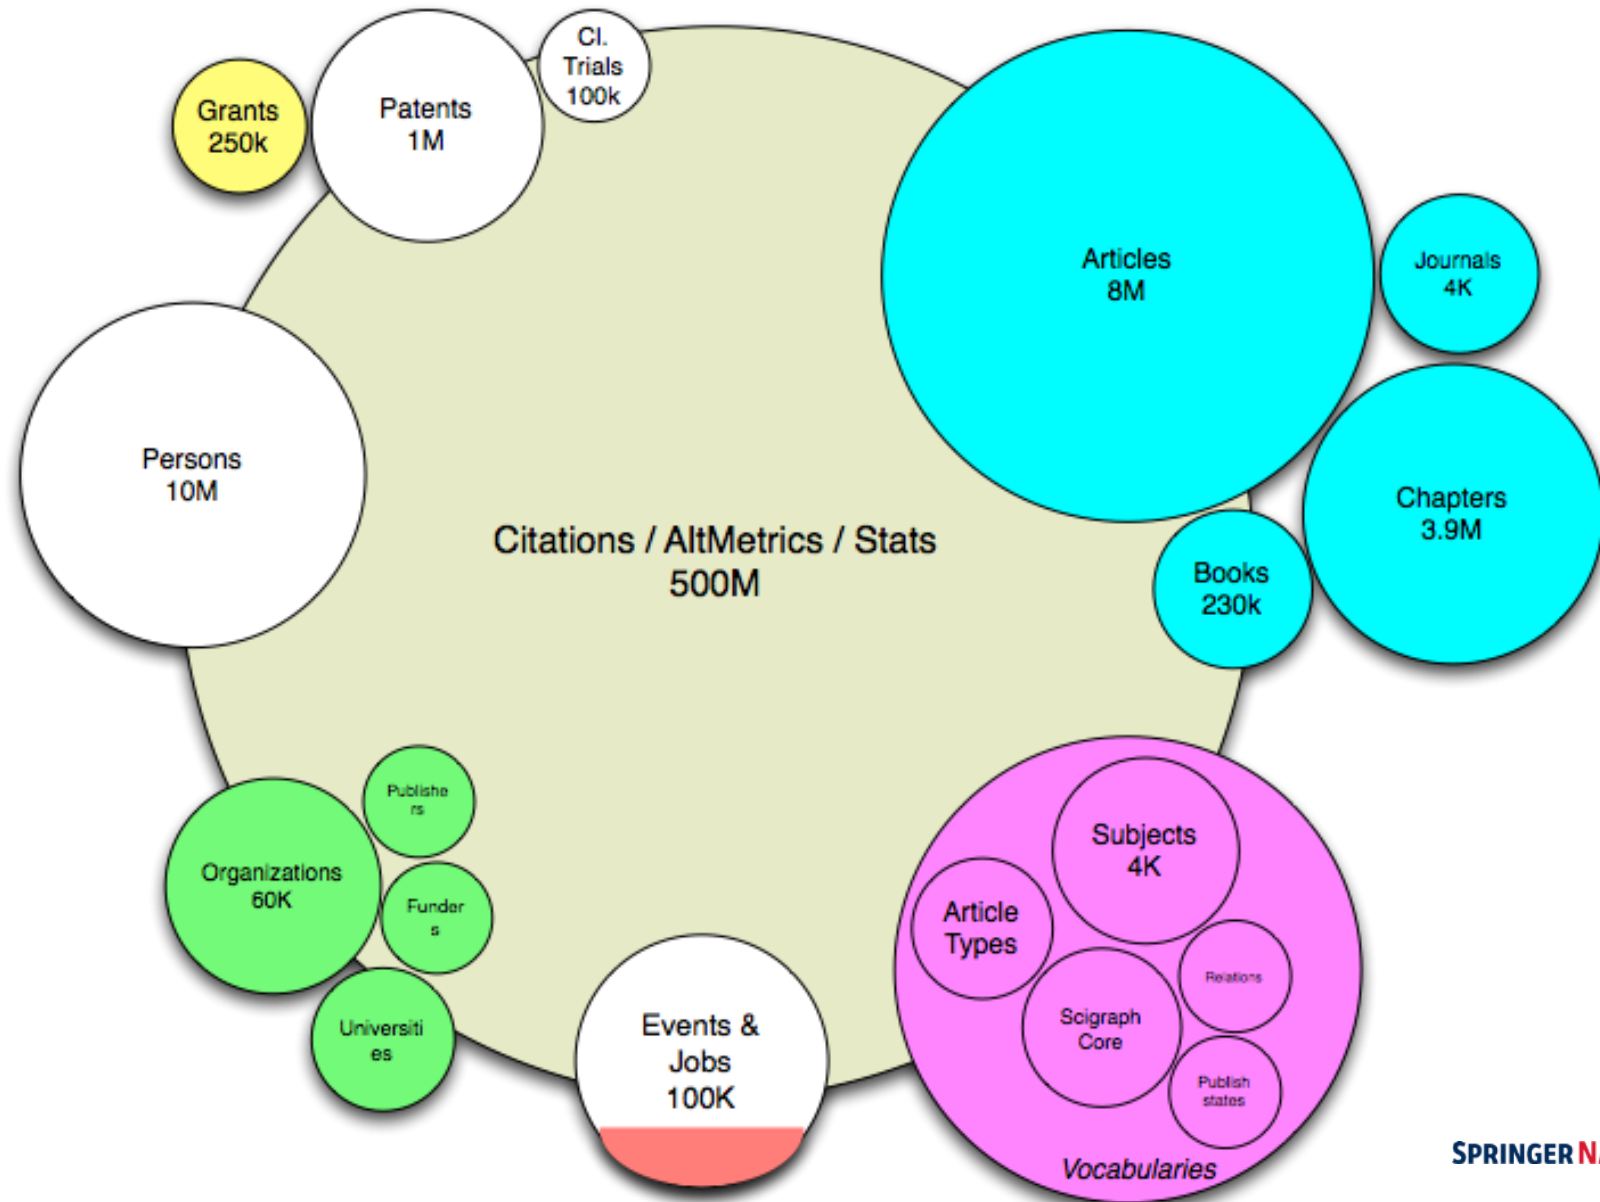 Cl.
Trials
100k
Grants
250k
Patents
1M
Articles
8M
Journals
4K
Persons
10M
Chapters
3.9M
Citations / AltMetrics / Stats
500M
Books
230k
Publishe
rs
Organizations
60K
Funder
s
Universiti
es
Events &
Jobs
100K
Subjects
4K
Article
Types
Relations
Scigraph
Core
Publish
states
Vocabularies
SPRINGER